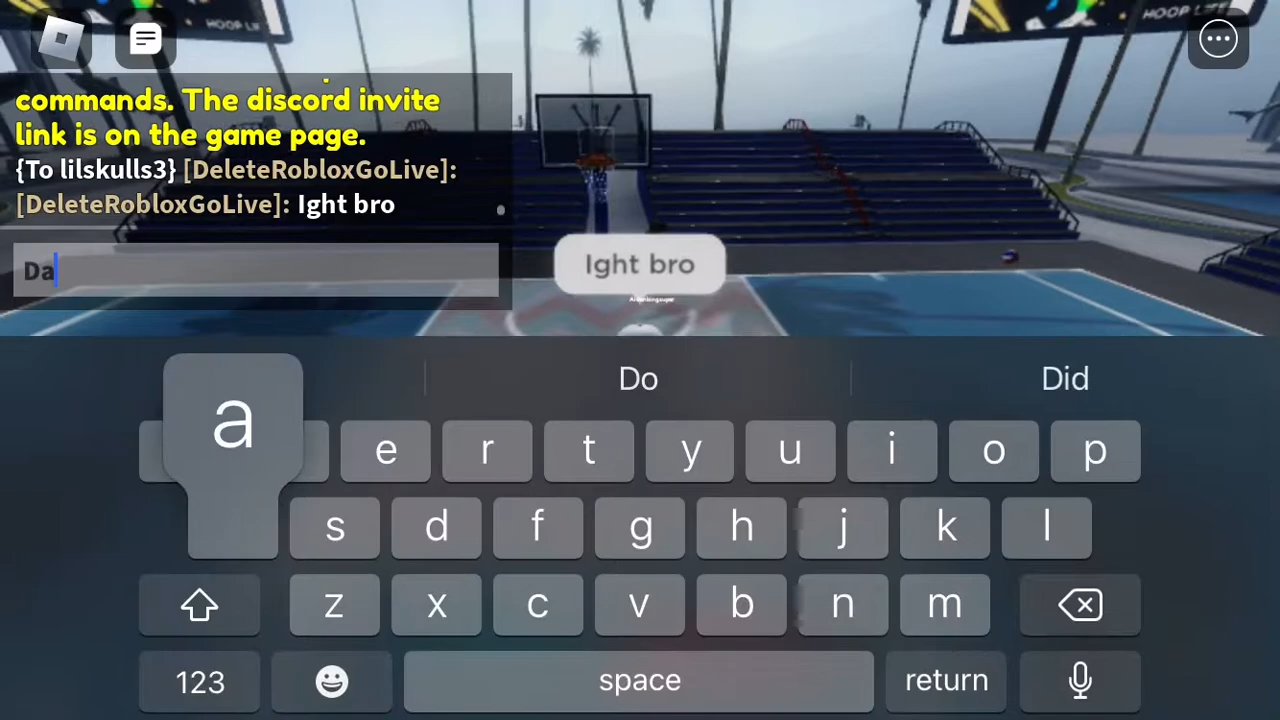 HOOP LIF
HOOP LIFE
commands. The discord invite
link is on the game page.
{To lilskulls3} [DeleteRobloxGoLive]:
[DeleteRobloxGoLive]: Ight bro
Da
Ight bro
Do
Did
a
e r t y u i o p
s d f g h j k l
z x c v b n m
123
space
return